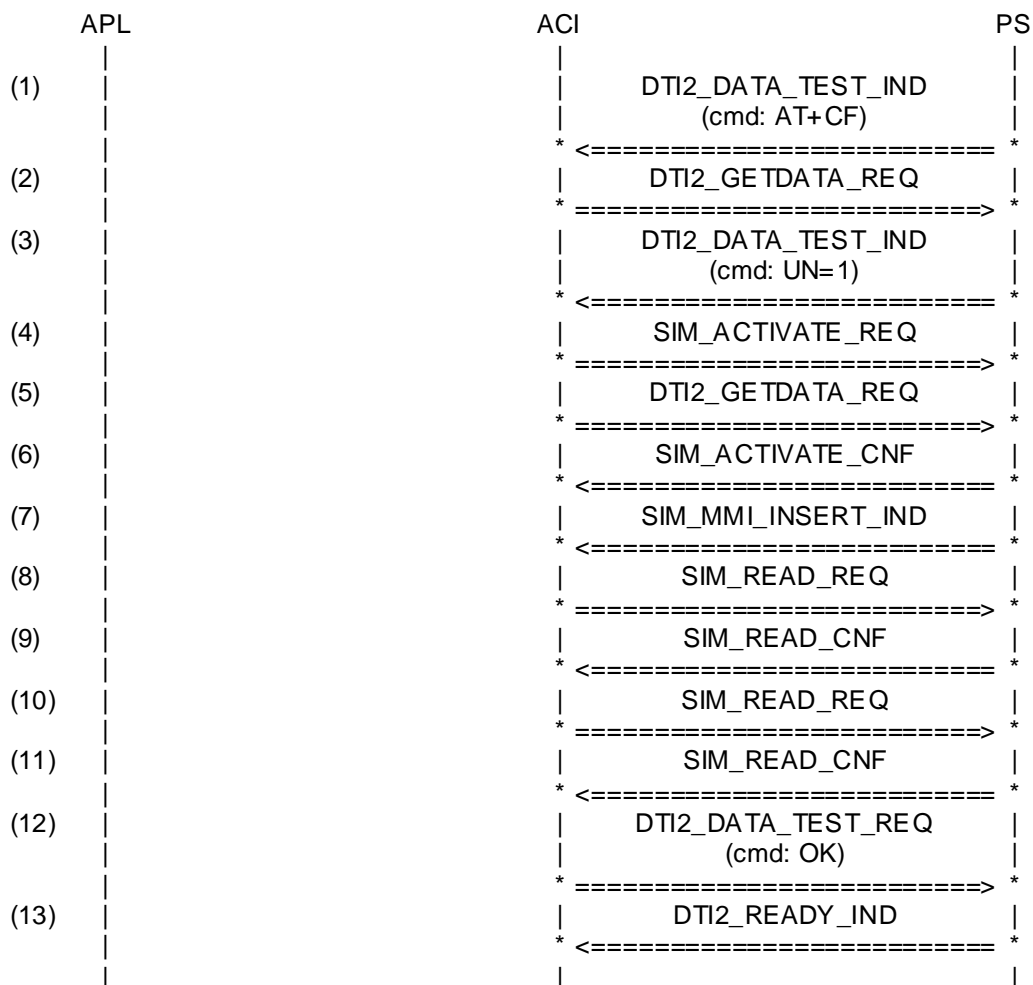 APL ACI PS
| | |
(1) | | DTI2_DATA_TEST_IND |
| | (cmd: AT+CF) |
| * <========================== *
(2) | | DTI2_GETDATA_REQ |
| * ==========================> *
(3) | | DTI2_DATA_TEST_IND |
| | (cmd: UN=1) |
| * <========================== *
(4) | | SIM_ACTIVATE_REQ |
| * ==========================> *
(5) | | DTI2_GETDATA_REQ |
| * ==========================> *
(6) | | SIM_ACTIVATE_CNF |
| * <========================== *
(7) | | SIM_MMI_INSERT_IND |
| * <========================== *
(8) | | SIM_READ_REQ |
| * ==========================> *
(9) | | SIM_READ_CNF |
| * <========================== *
(10) | | SIM_READ_REQ |
| * ==========================> *
(11) | | SIM_READ_CNF |
| * <========================== *
(12) | | DTI2_DATA_TEST_REQ |
| | (cmd: OK) |
| * ==========================> *
(13) | | DTI2_READY_IND |
| * <========================== *
| | |